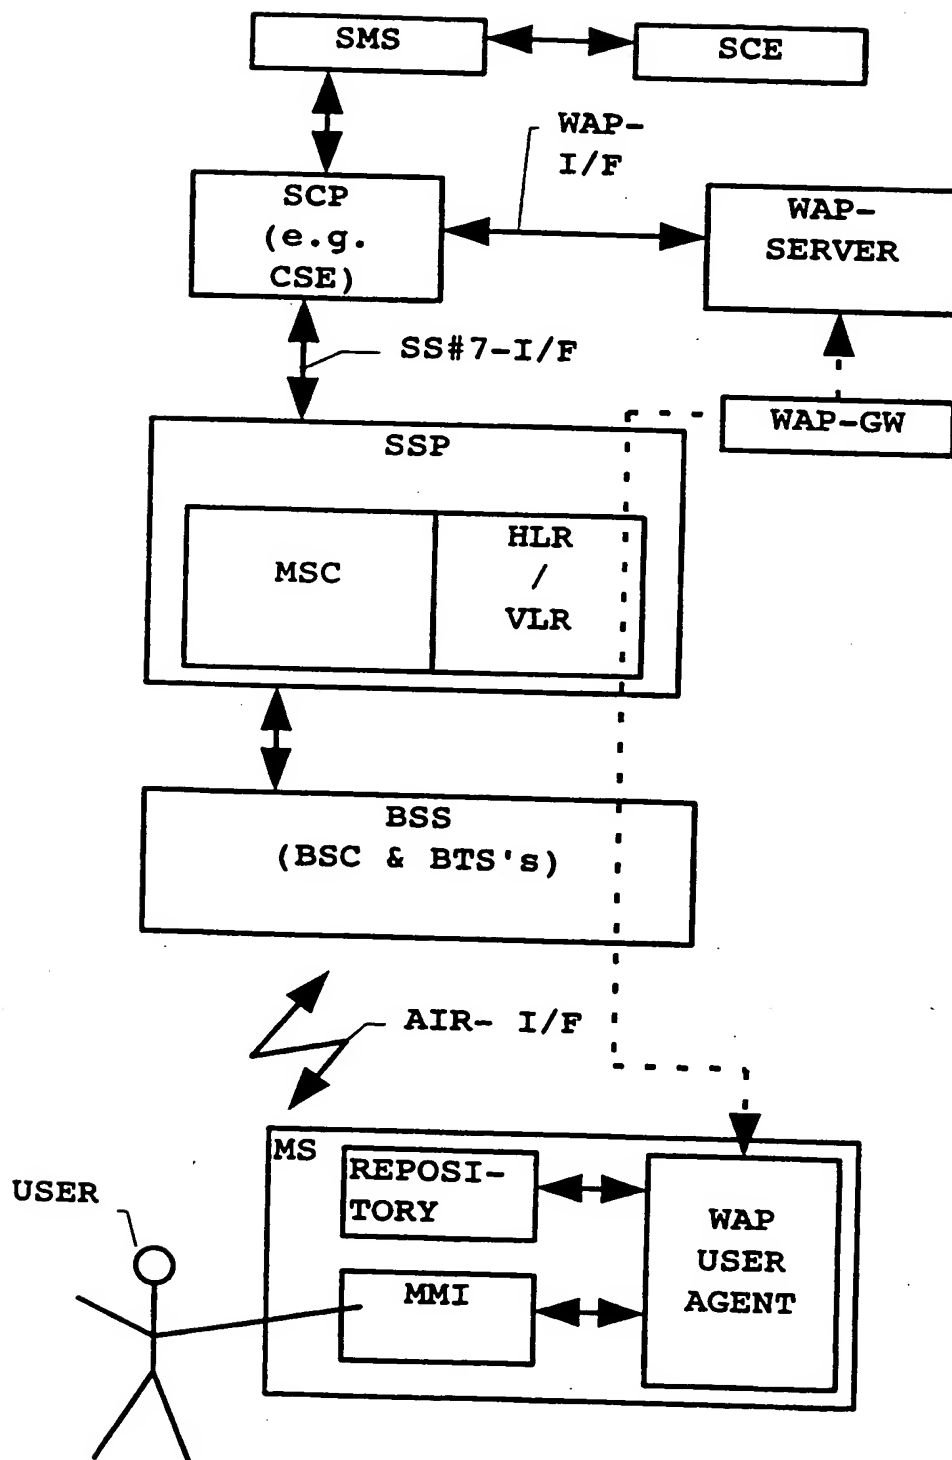 SMS
SCE
WAP-
I/F
SCP
(e.g.
CSE)
WAP-
SERVER
SS#7-I/F
WAP-GW
SSP
MSC
HLR
/
VLR
BSS
(BSC & BTS's)
AIR- I/F
MS
REPOSI-
TORY
USER
WAP
USER
AGENT
MMI